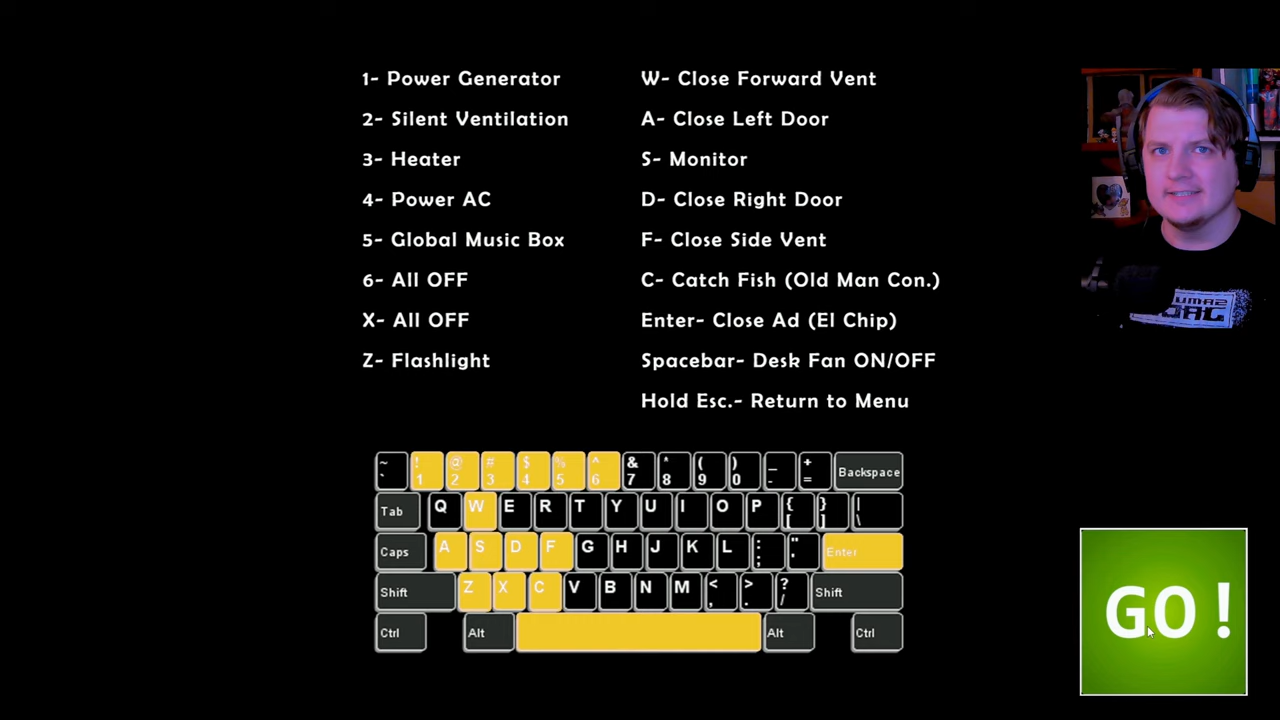 1- Power Generator
2- Silent Ventilation
3- Heater
4- Power AC
5- Global Music Box
6- All OFF
X- All OFF
Z- Flashlight
W- Close Forward Vent
A- Close Left Door
S- Monitor
D- Close Right Door
F- Close Side Vent
C- Catch Fish (Old Man Con.)
Enter- Close Ad (El Chip)
Spacebar- Desk Fan ON/OFF
Hold Esc.- Return to Menu
~ ! @ # $ % ^ & * ( ) _ +
` 1 2 3 4 5 6 7 8 9 0 - = Backspace
Tab Q W E R T Y U I O P { [ } ] | \
Caps A S D F G H J K L : ; " ' Enter
Shift Z X C V B N M < , > . ? / Shift
Ctrl Alt Alt Ctrl
GO !